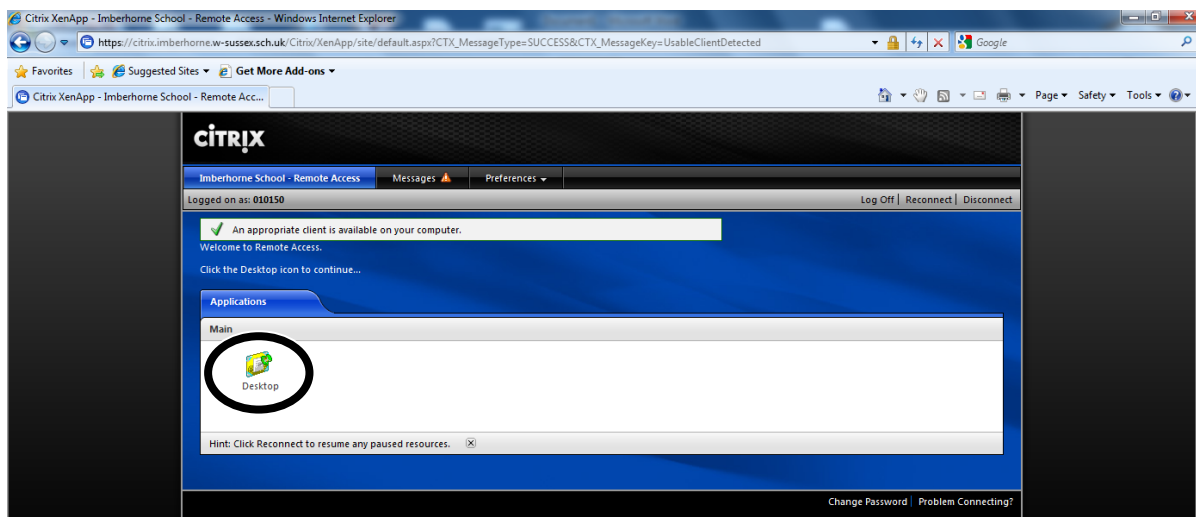 Citrix XenApp - Imberhorne School - Remote Access - Windows Internet Explorer
https://citrix.imberhorne.w-sussex.sch.uk/Citrix/XenApp/site/default.aspx?CTX_MessageType=SUCCESS&CTX_MessageKey=UsableClientDetected
Google
Favorites Suggested Sites Get More Add-ons
Citrix XenApp - Imberhorne School - Remote Acc... Page Safety Tools
CİTRIX
Imberhorne School - Remote Access Messages Preferences
Logged on as: 010150 Log Off | Reconnect | Disconnect
An appropriate client is available on your computer.
Welcome to Remote Access.
Click the Desktop icon to continue...
Applications
Main
Desktop
Hint: Click Reconnect to resume any paused resources.
Change Password | Problem Connecting?